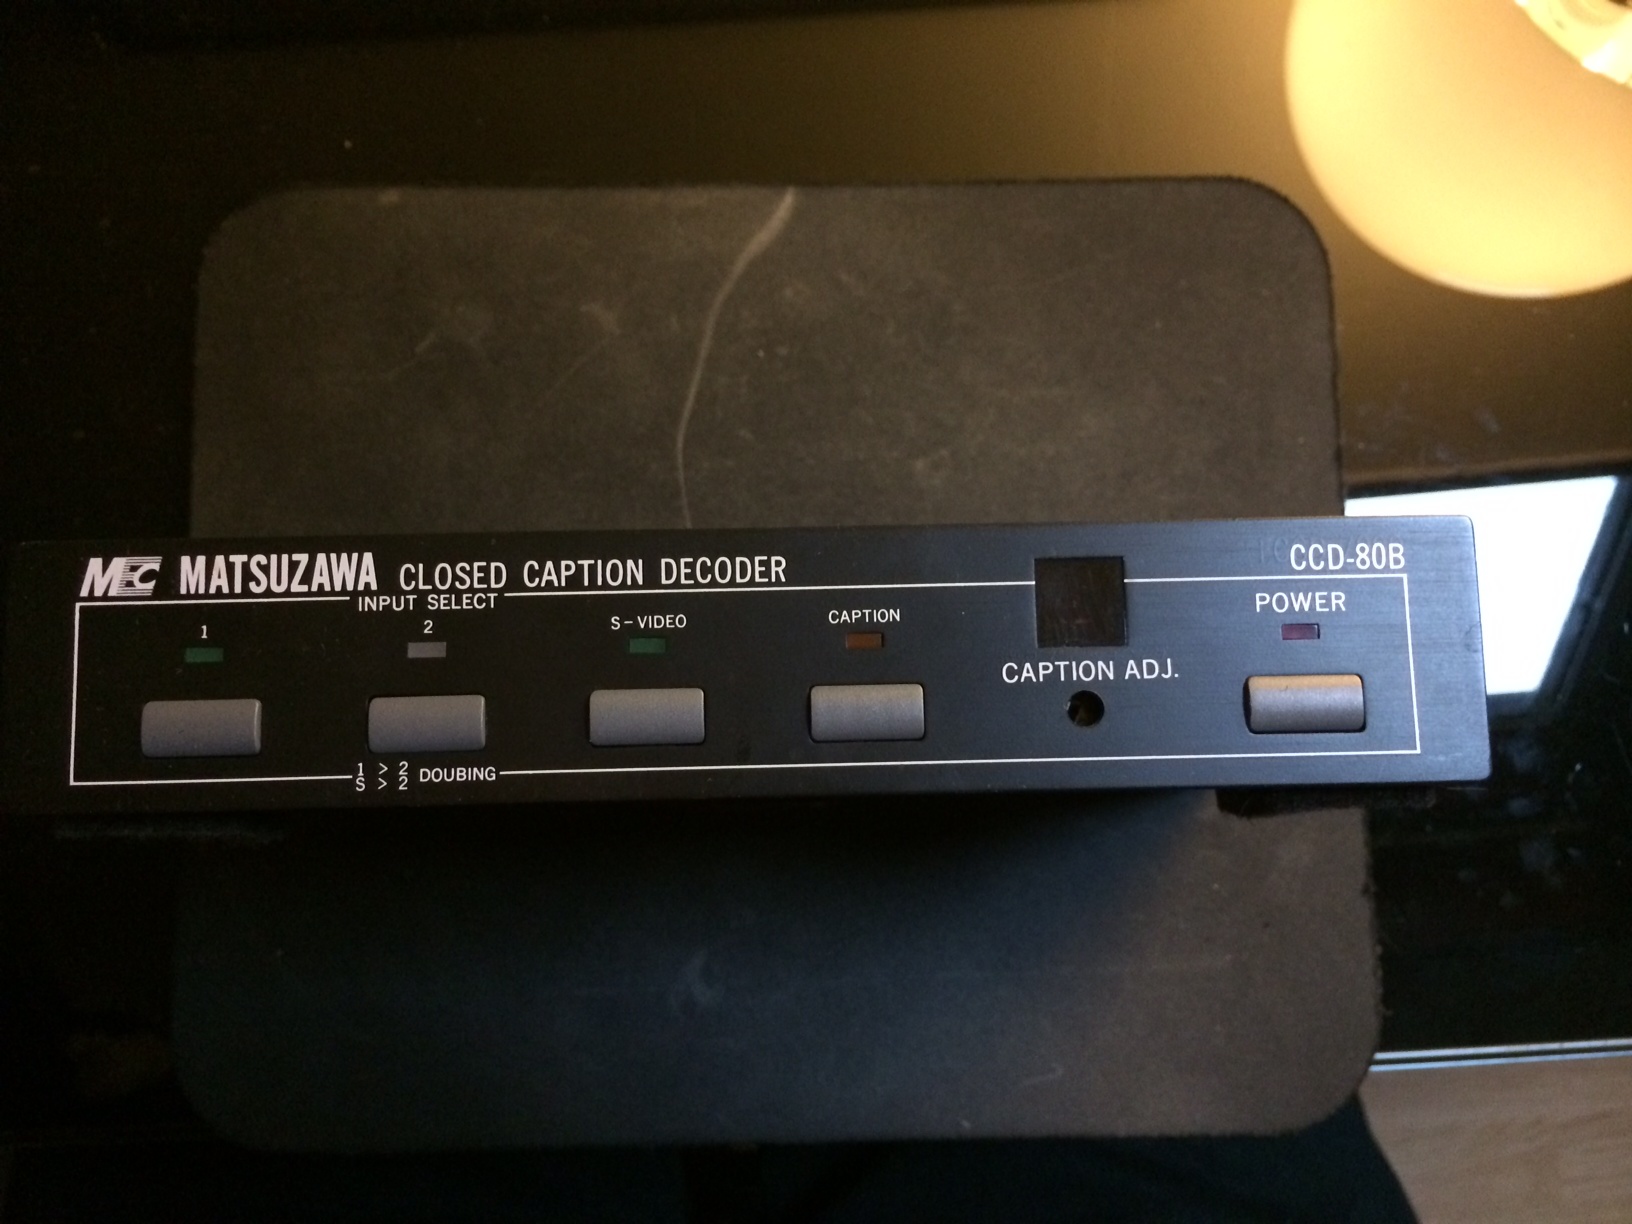 MEC MATSUZAWA CLOSED CAPTION DECODER
CCD-80B
INPUT SELECT
1
2
S-VIDEO
CAPTION
CAPTION ADJ.
POWER
1 > 2
S > 2
DOUBING